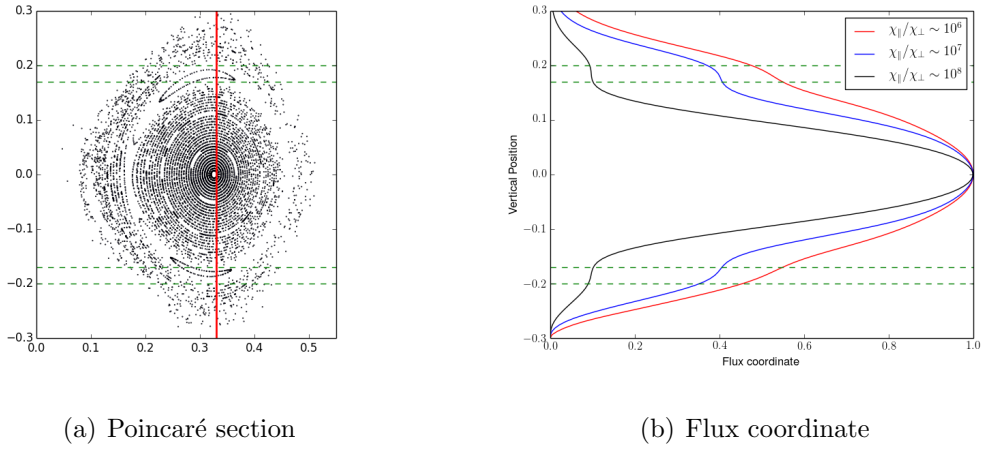 0.3
0.2
0.1
0.0
−0.1
−0.2
−0.3
0.0 0.1 0.2 0.3 0.4 0.5
(a) Poincaré section
Vertical Position
0.3
0.2
0.1
0.0
−0.1
−0.2
−0.3
0.0 0.2 0.4 0.6 0.8 1.0
Flux coordinate
χ∥/χ⊥ ∼ 10⁶
χ∥/χ⊥ ∼ 10⁷
χ∥/χ⊥ ∼ 10⁸
(b) Flux coordinate